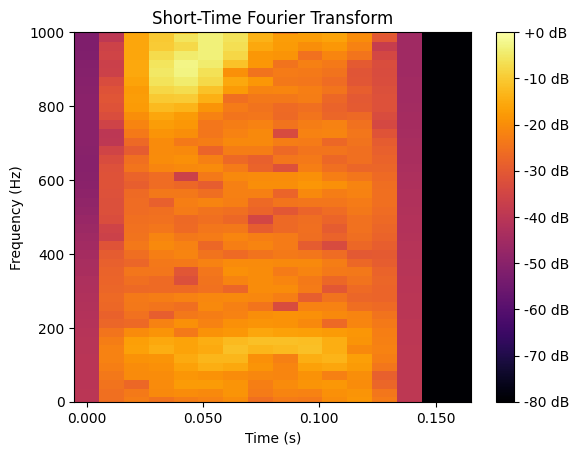 Short-Time Fourier Transform
1000
800
600
400
200
0
Frequency (Hz)
0.000
0.050
0.100
0.150
Time (s)
+0 dB
-10 dB
-20 dB
-30 dB
-40 dB
-50 dB
-60 dB
-70 dB
-80 dB